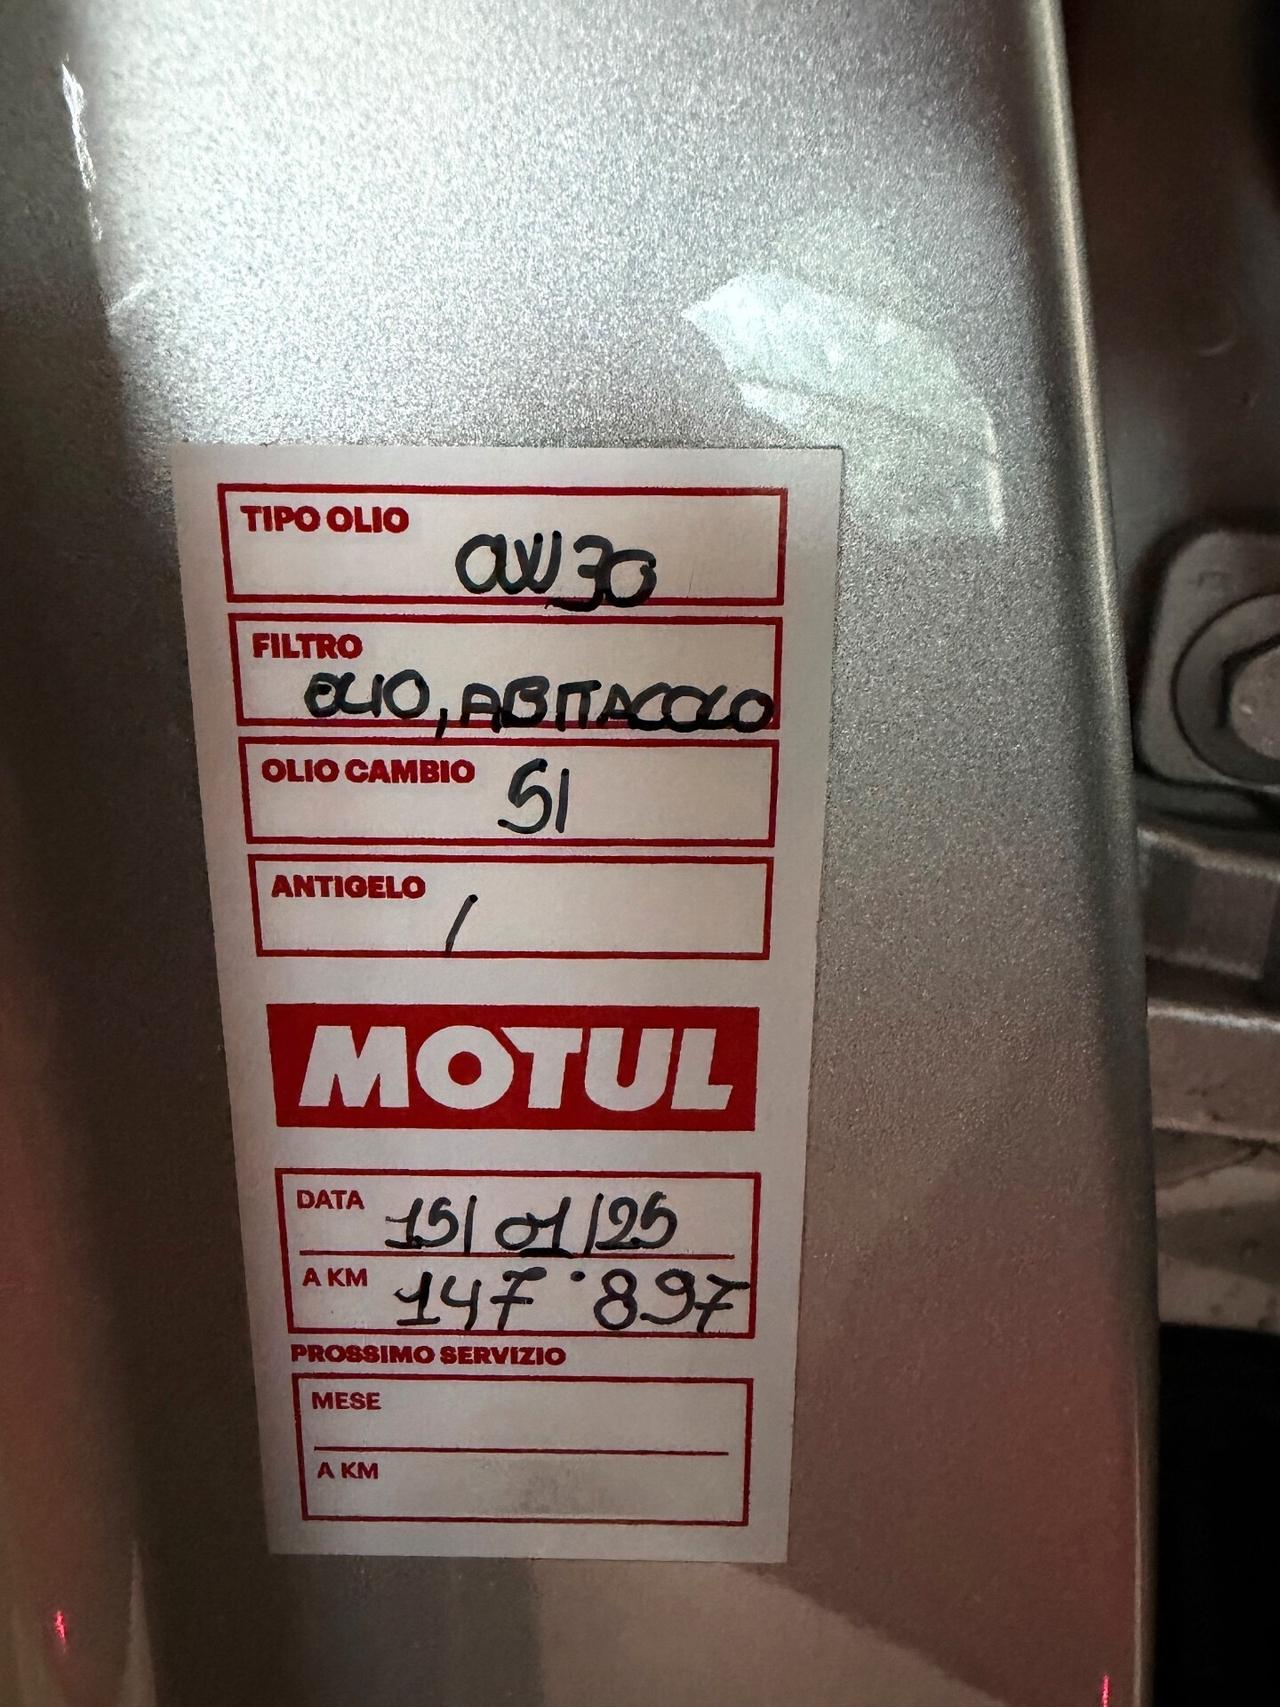 TIPO OLIO
0W30
FILTRO
OLIO, ABITACOLO
OLIO CAMBIO SI
ANTIGELO /
MOTUL
DATA 15/01/25
A KM 147'897
PROSSIMO SERVIZIO
MESE
A KM